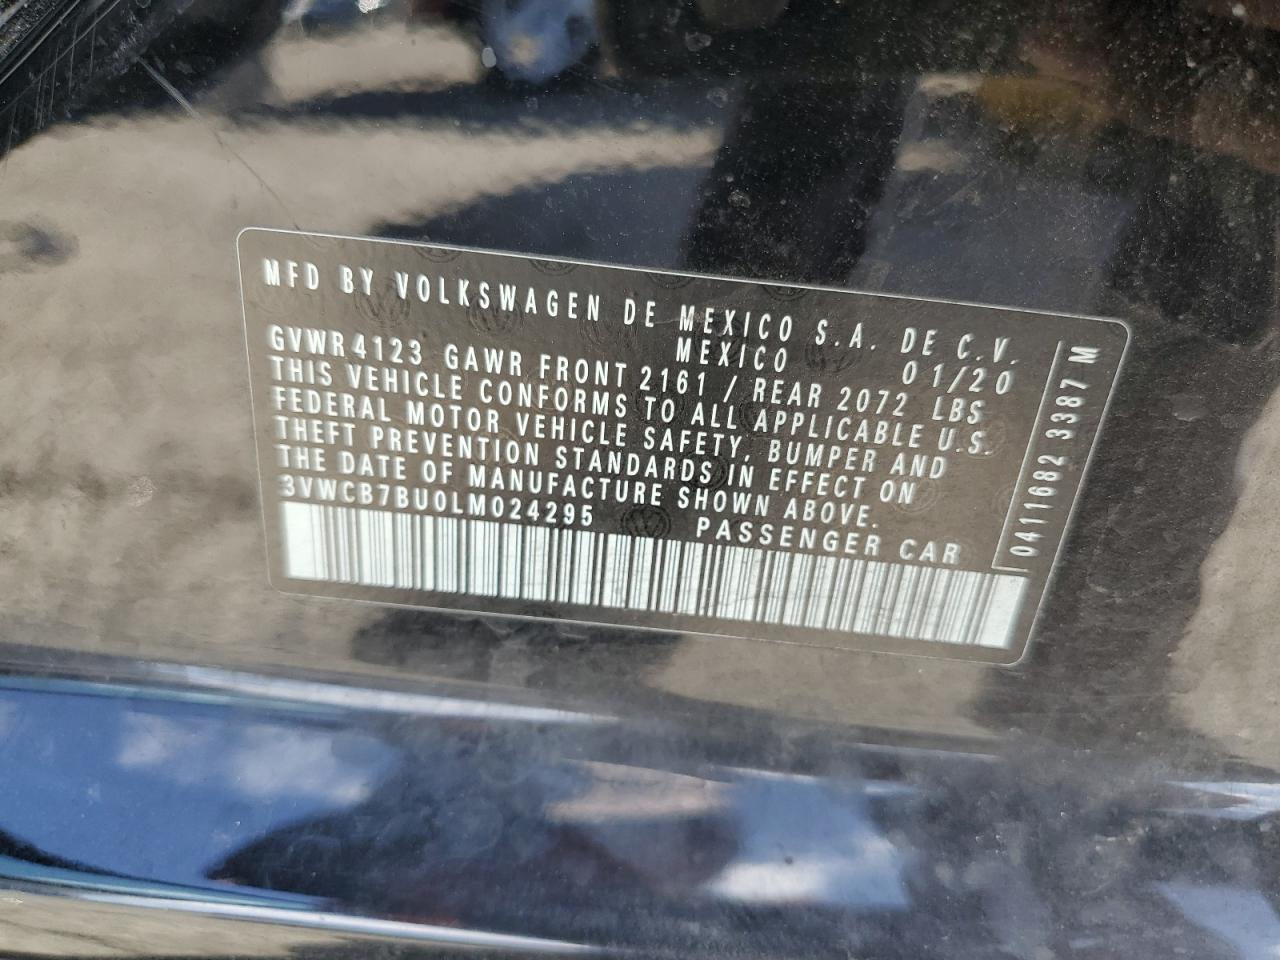 MFD BY VOLKSWAGEN DE MEXICO S.A. DE C.V.
MEXICO 01/20
GVWR 4123 GAWR FRONT 2161 / REAR 2072 LBS
THIS VEHICLE CONFORMS TO ALL APPLICABLE U.S.
FEDERAL MOTOR VEHICLE SAFETY, BUMPER AND
THEFT PREVENTION STANDARDS IN EFFECT ON
THE DATE OF MANUFACTURE SHOWN ABOVE.
3VWCB7BU0LM024295 PASSENGER CAR
0411682 3387 M